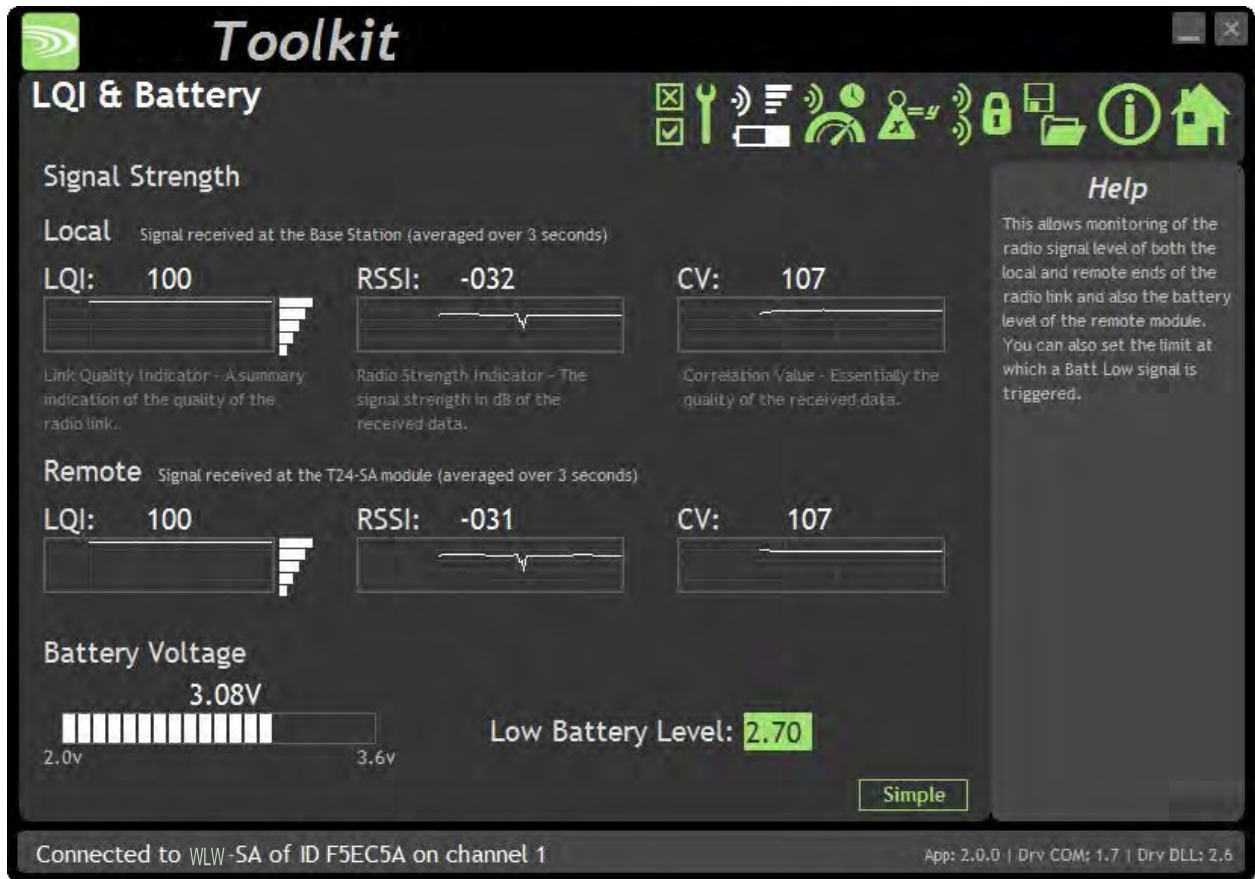 Toolkit
LQI & Battery
x=y
Signal Strength
Local Signal received at the Base Station (averaged over 3 seconds)
LQI: 100 RSSI: -032 CV: 107
Link Quality Indicator - A summary
indication of the quality of the
radio link.
Radio Strength Indicator - The
signal strength in dB of the
received data.
Correlation Value - Essentially the
quality of the received data.
Remote Signal received at the T24-SA module (averaged over 3 seconds)
LQI: 100 RSSI: -031 CV: 107
Battery Voltage
3.08V
2.0v 3.6v
Low Battery Level: 2.70
Simple
Help
This allows monitoring of the
radio signal level of both the
local and remote ends of the
radio link and also the battery
level of the remote module.
You can also set the limit at
which a Batt Low signal is
triggered.
Connected to WLW-SA of ID F5EC5A on channel 1
App: 2.0.0 | Drv COM: 1.7 | Drv DLL: 2.6